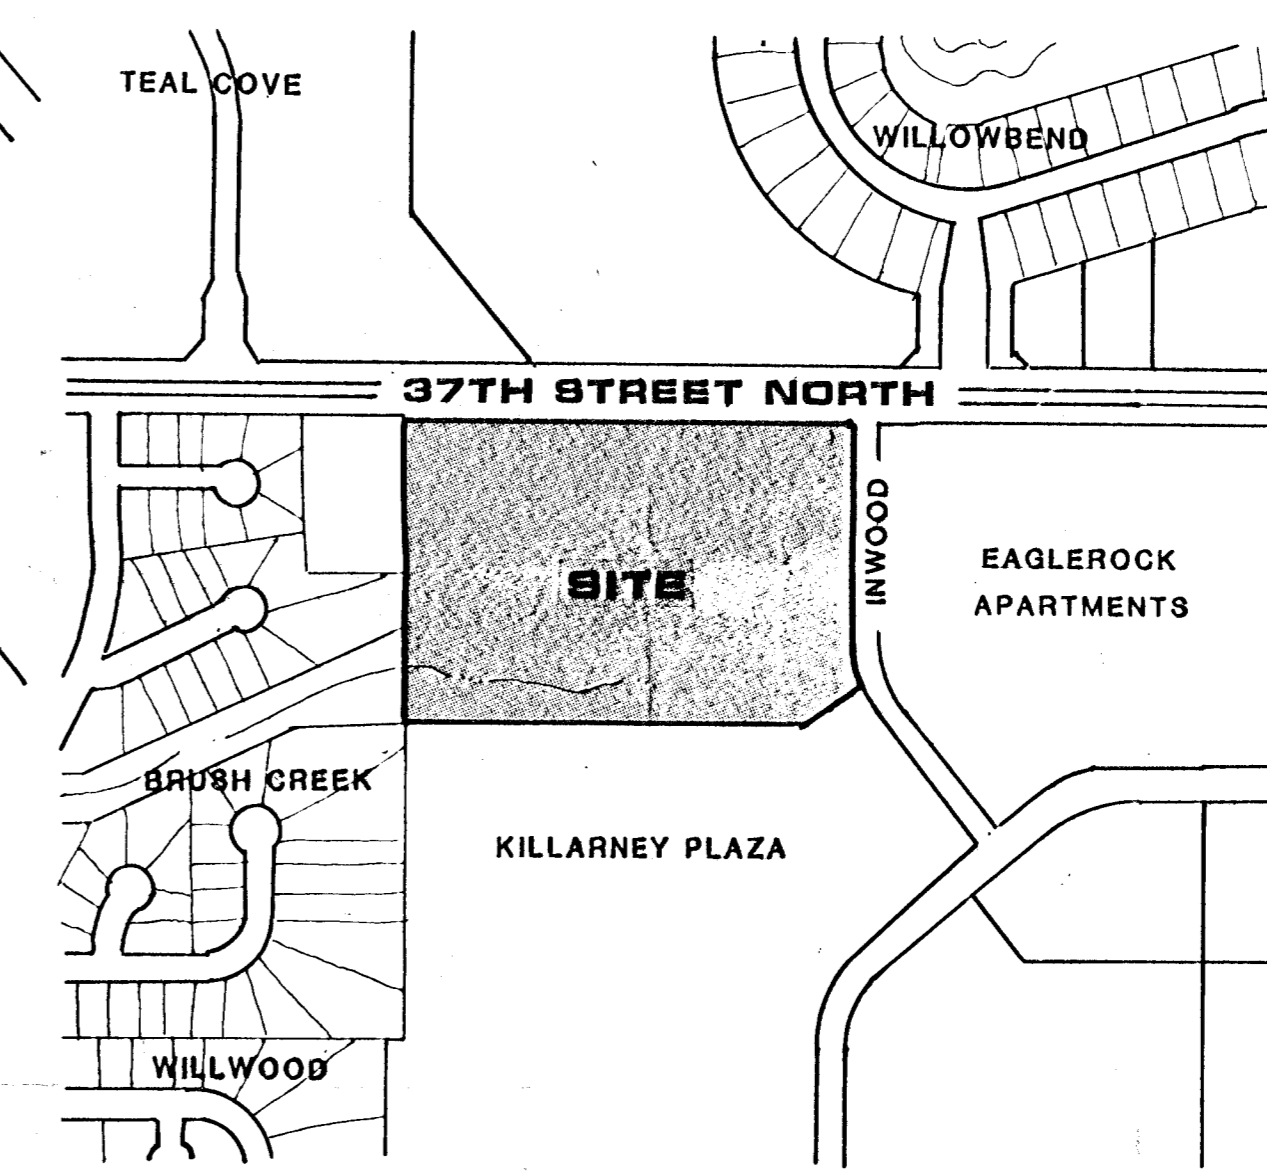 TEAL COVE
WILLOWBEND
37TH STREET NORTH
INWOOD
EAGLEROCK
APARTMENTS
SITE
BRUSH CREEK
KILLARNEY PLAZA
WILLWOOD